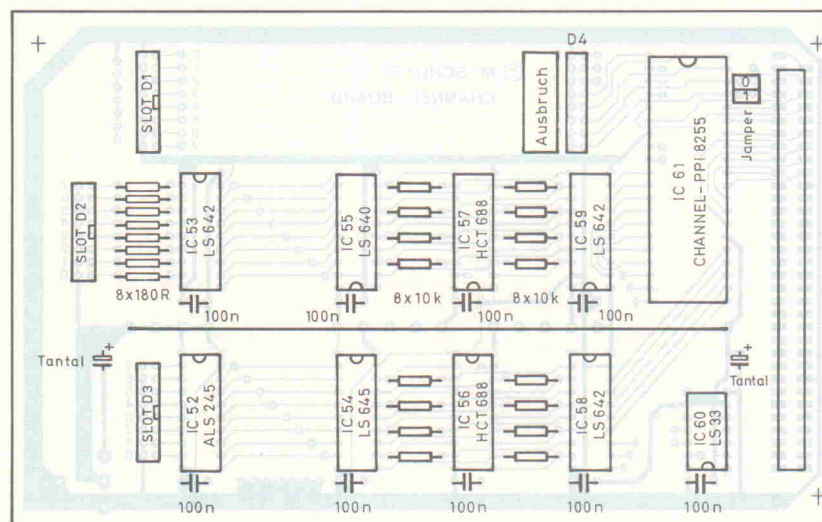 D4
SLOT D1
© M. SCHULTE
CHANNEL BOARD
Ausbruch
IC 61
CHANNEL-PPI 8255
0
1
Jamper
SLOT D2
IC 53
LS 642
IC 55
LS 640
IC 57
HCT 688
IC 59
LS 642
8x180R
100n
100n
8x10k
100n
8x10k
100n
Tantal
+
+
Tantal
SLOT D3
IC 52
ALS 245
IC 54
LS 645
IC 56
HCT 688
IC 58
LS 642
IC 60
LS 33
100n
100n
100n
100n
100n